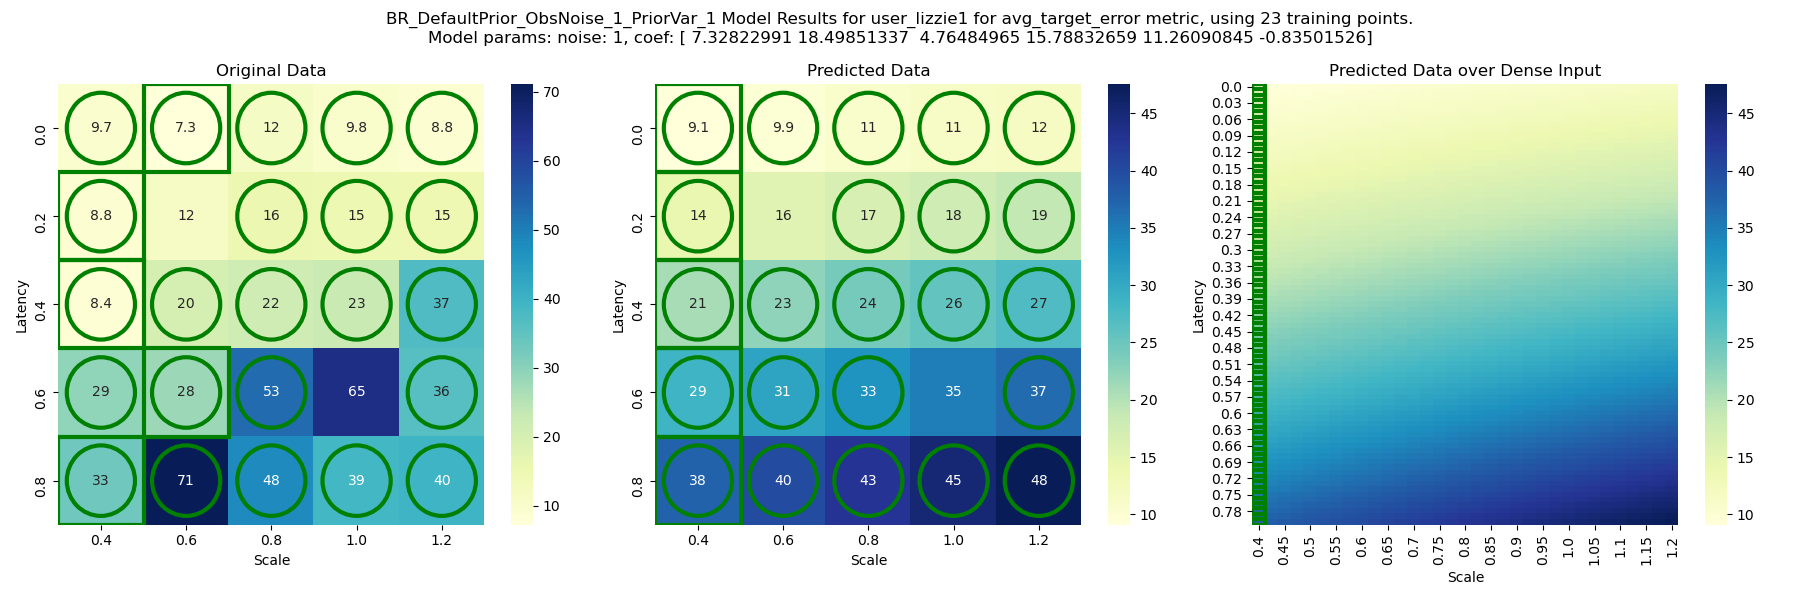 BR_DefaultPrior_ObsNoise_1_PriorVar_1 Model Results for user_lizzie1 for avg_target_error metric, using 23 training points.
Model params: noise: 1, coef: [ 7.32822991 18.49851337  4.76484965 15.78832659 11.26090845 -0.83501526]
Original Data
Latency
0.0 9.7 7.3 12 9.8 8.8
0.2 8.8 12 16 15 15
0.4 8.4 20 22 23 37
0.6 29 28 53 65 36
0.8 33 71 48 39 40
0.4 0.6 0.8 1.0 1.2
Scale
70
60
50
40
30
20
10
Predicted Data
Latency
0.0 9.1 9.9 11 11 12
0.2 14 16 17 18 19
0.4 21 23 24 26 27
0.6 29 31 33 35 37
0.8 38 40 43 45 48
0.4 0.6 0.8 1.0 1.2
Scale
45
40
35
30
25
20
15
10
Predicted Data over Dense Input
Latency
0.0
0.03
0.06
0.09
0.12
0.15
0.18
0.21
0.24
0.27
0.3
0.33
0.36
0.39
0.42
0.45
0.48
0.51
0.54
0.57
0.6
0.63
0.66
0.69
0.72
0.75
0.78
0.4 0.45 0.5 0.55 0.6 0.65 0.7 0.75 0.8 0.85 0.9 0.95 1.0 1.05 1.1 1.15 1.2
Scale
45
40
35
30
25
20
15
10